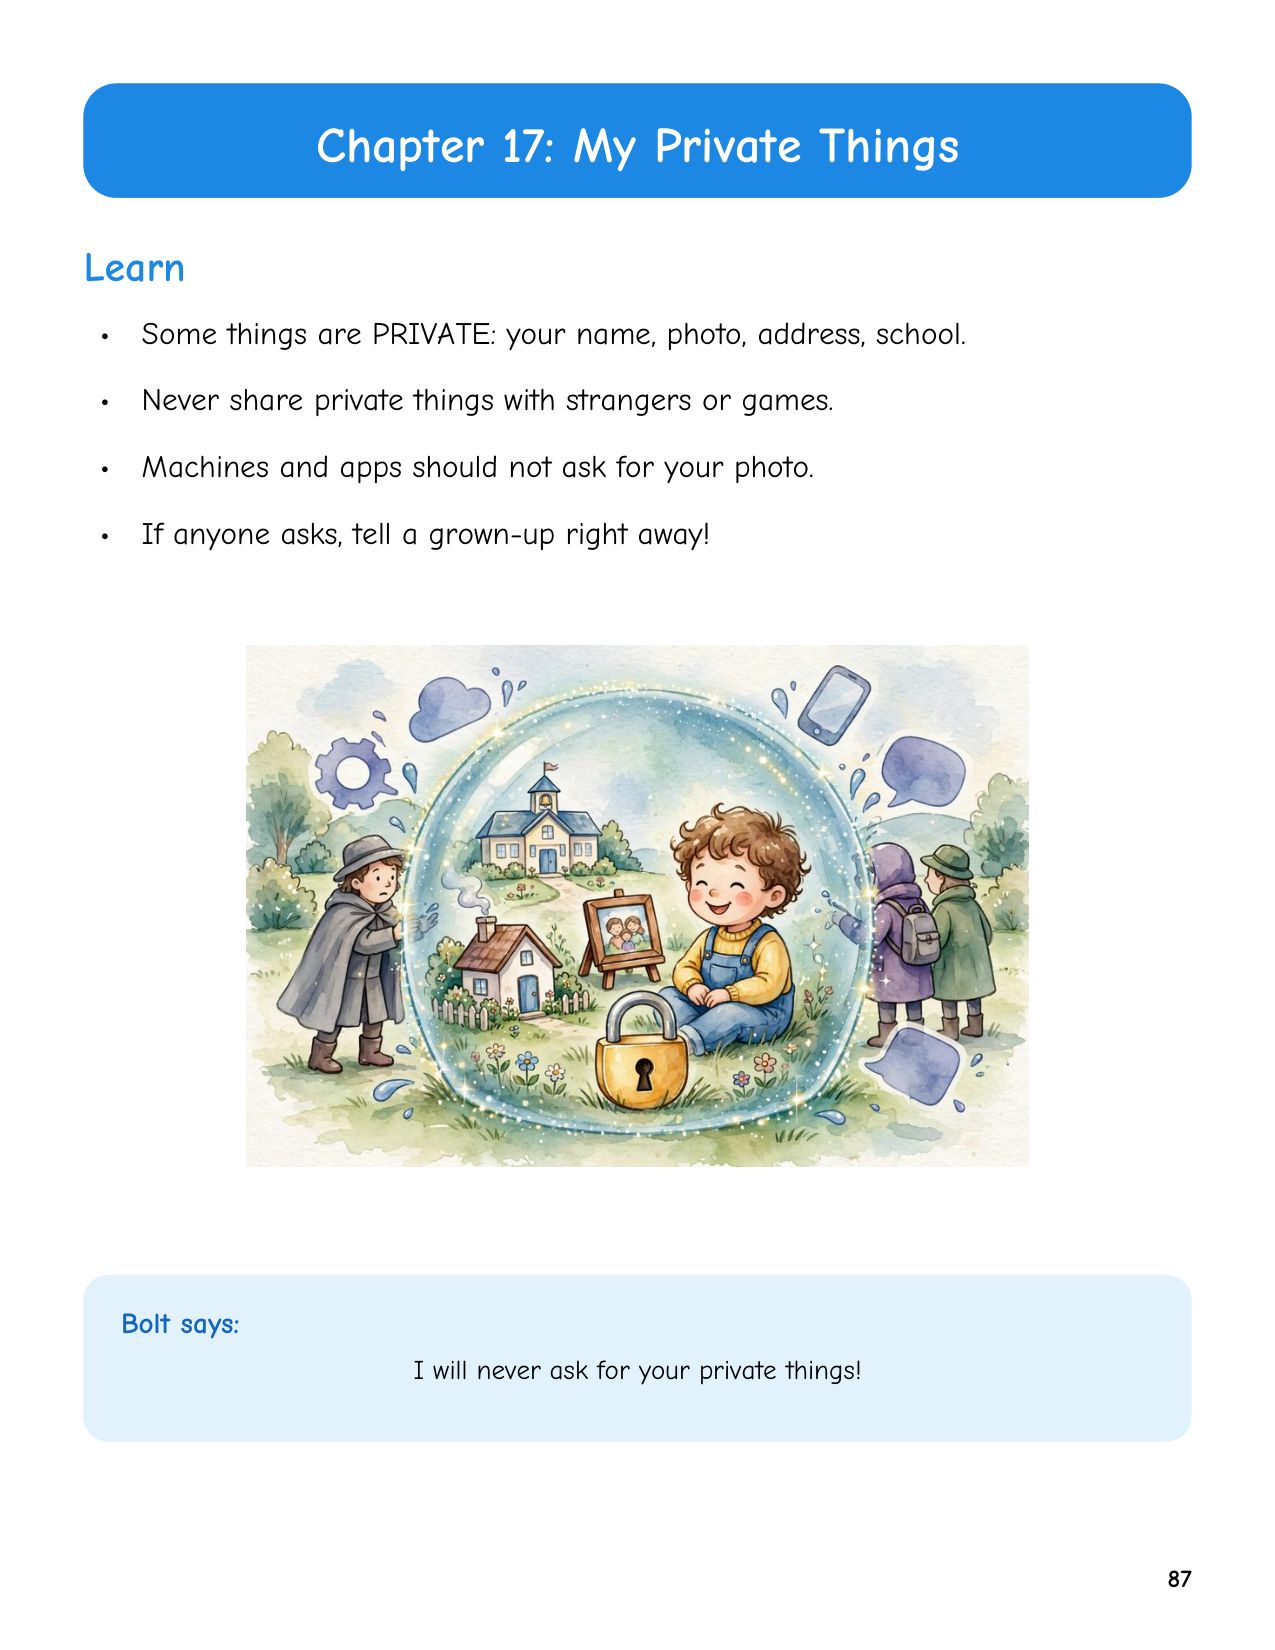 Chapter 17: My Private Things
Learn
• Some things are PRIVATE: your name, photo, address, school.
• Never share private things with strangers or games.
• Machines and apps should not ask for your photo.
• If anyone asks, tell a grown-up right away!
Bolt says:
I will never ask for your private things!
87